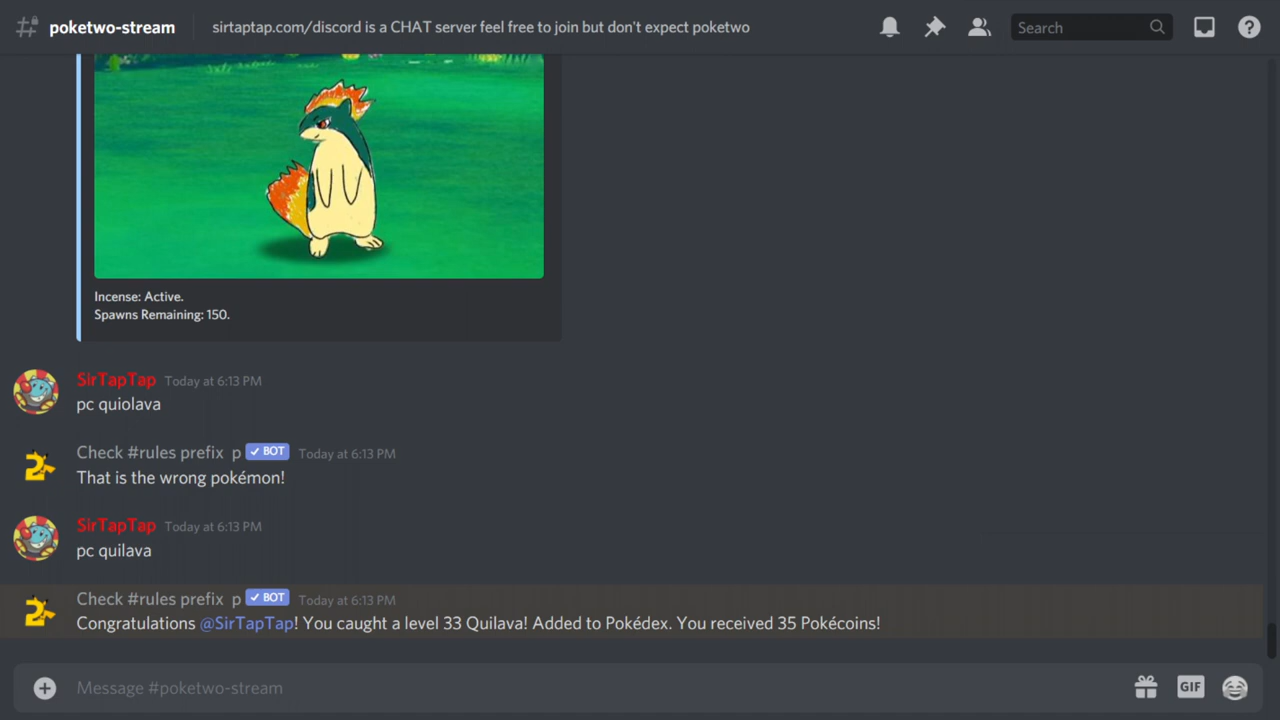 poketwo-stream
sirtaptap.com/discord is a CHAT server feel free to join but don't expect poketwo
Search
Incense: Active.
Spawns Remaining: 150.
SirTapTap Today at 6:13 PM
pc quiolava
Check #rules prefix p BOT Today at 6:13 PM
That is the wrong pokémon!
SirTapTap Today at 6:13 PM
pc quilava
Check #rules prefix p BOT Today at 6:13 PM
Congratulations @SirTapTap! You caught a level 33 Quilava! Added to Pokédex. You received 35 Pokécoins!
Message #poketwo-stream
GIF